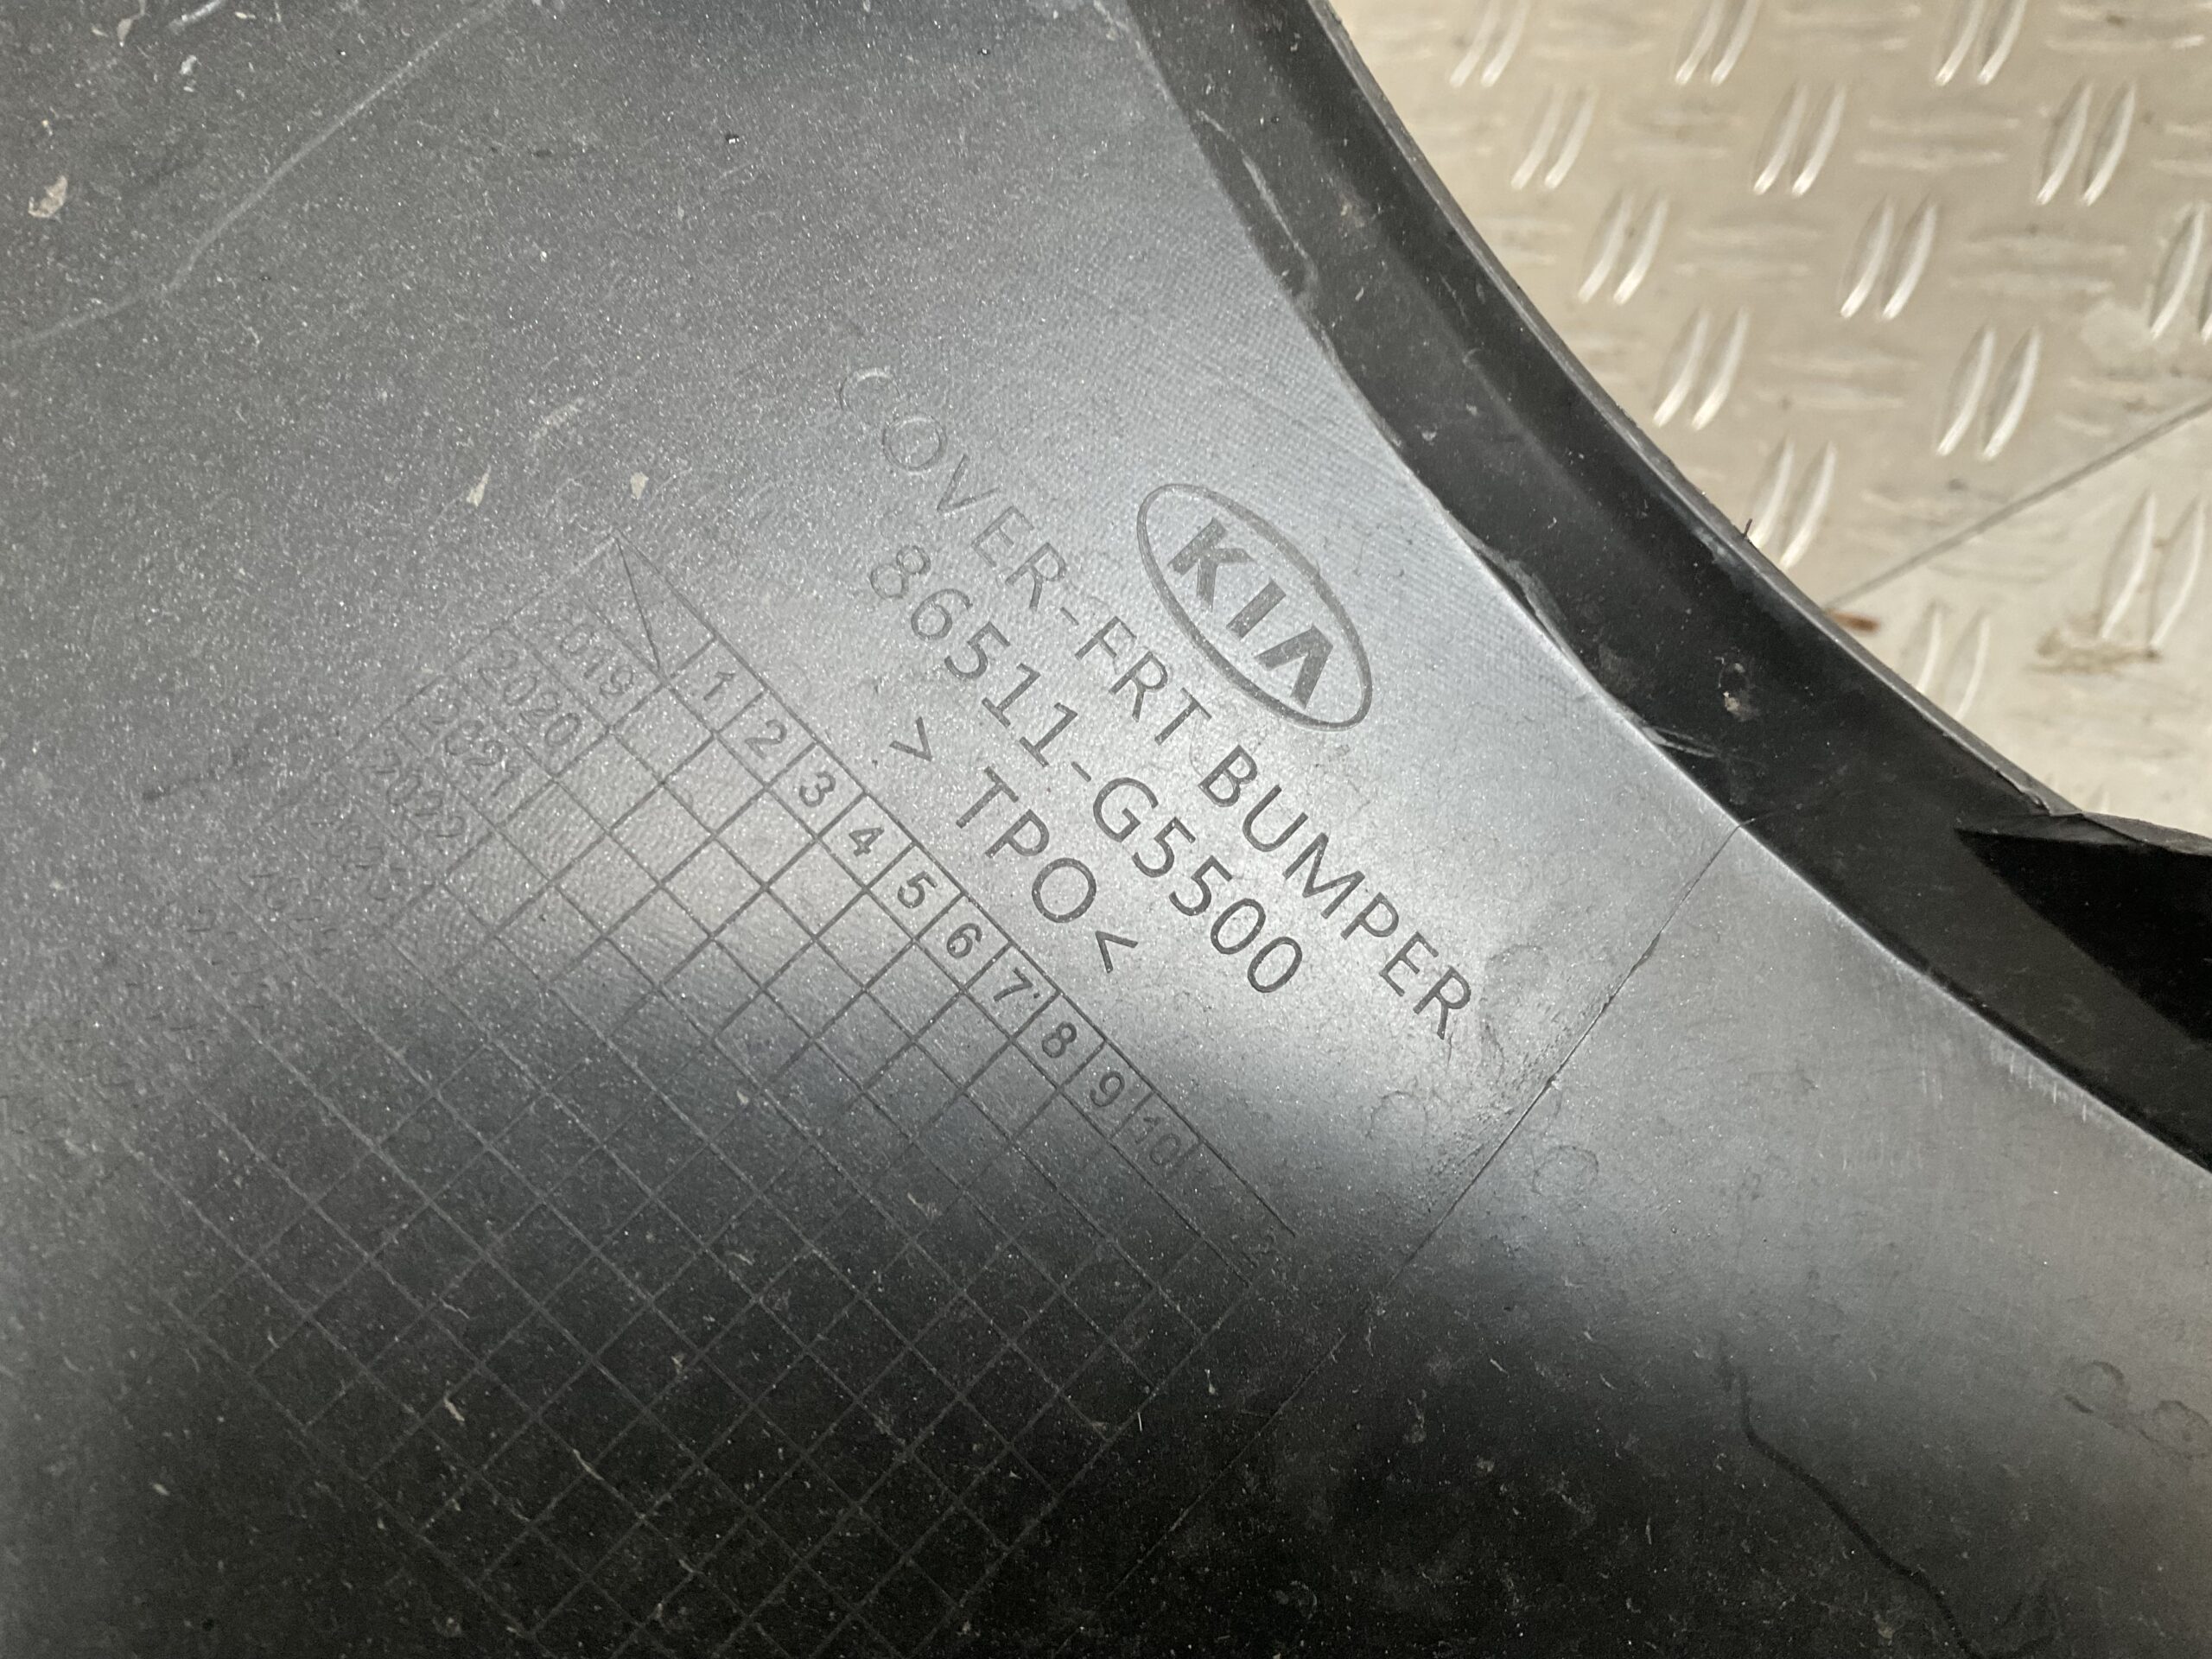 KIA
COVER-FRT BUMPER
86511-G5500
> TPO <
1 2 3 4 5 6 7 8 9 10
2019
2020
2021
2022